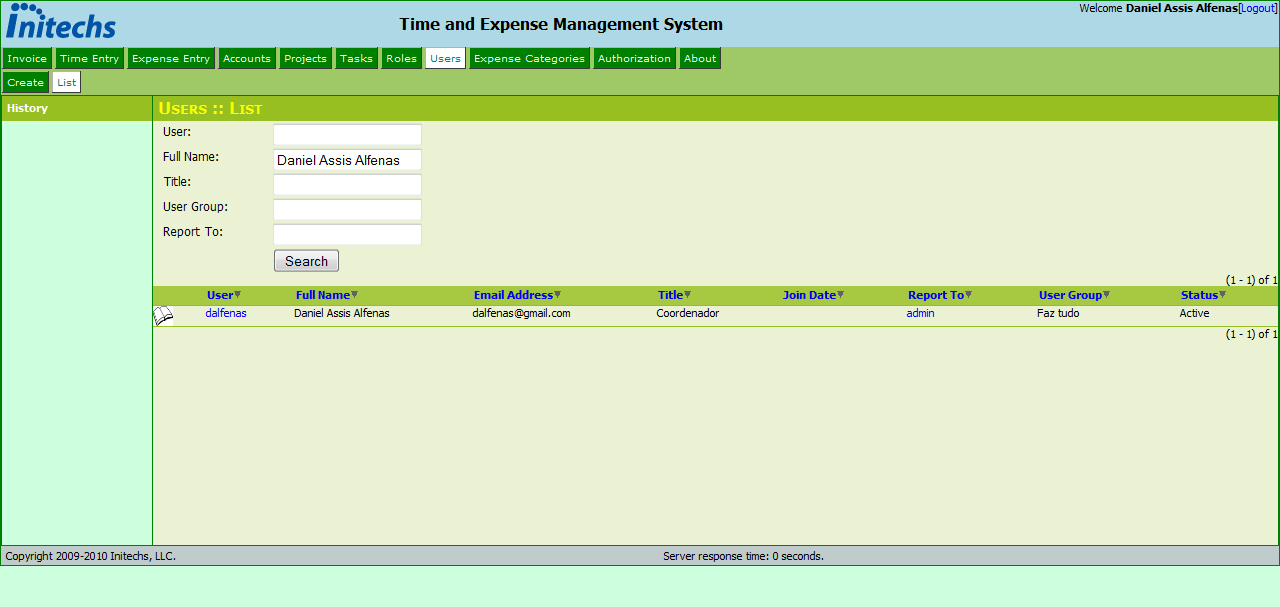 Initechs
Time and Expense Management System
Welcome Daniel Assis Alfenas[Logout]
Invoice Time Entry Expense Entry Accounts Projects Tasks Roles Users Expense Categories Authorization About
Create List
History
Users :: List
User:
Full Name: Daniel Assis Alfenas
Title:
User Group:
Report To:
Search
(1 - 1) of 1
User Full Name Email Address Title Join Date Report To User Group Status
dalfenas Daniel Assis Alfenas dalfenas@gmail.com Coordenador admin Faz tudo Active
(1 - 1) of 1
Copyright 2009-2010 Initechs, LLC. Server response time: 0 seconds.